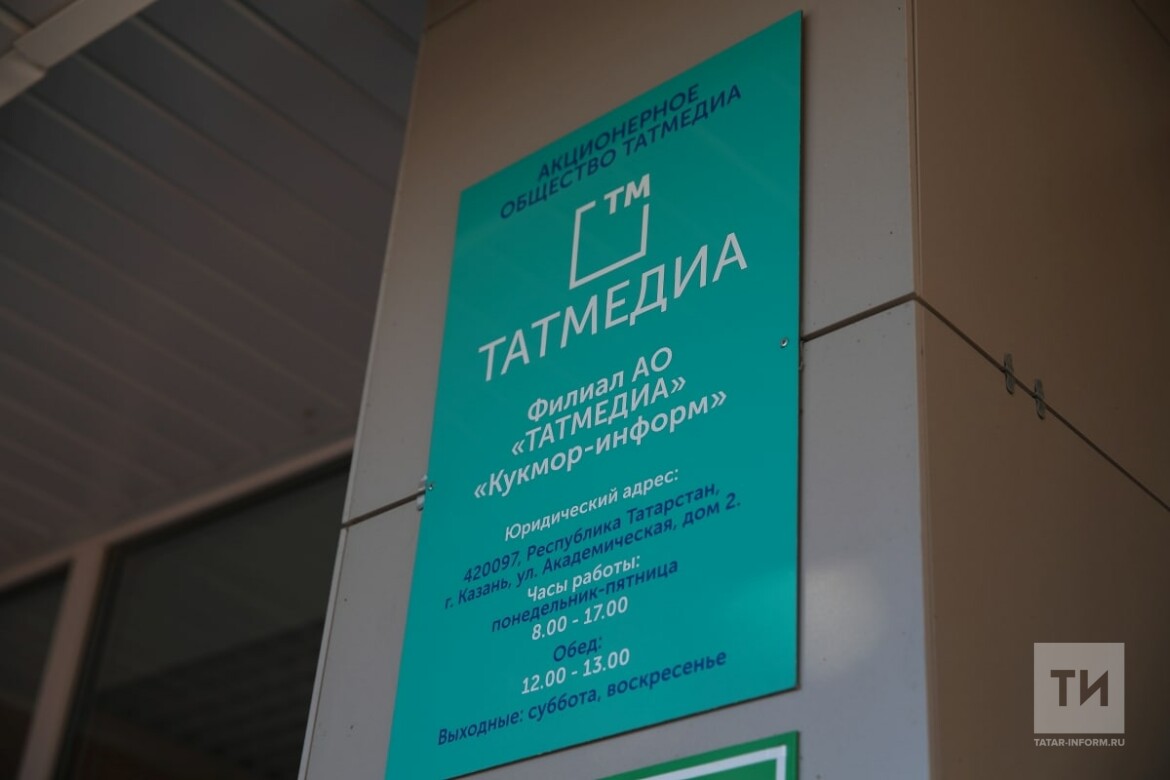 АКЦИОНЕРНОЕ
ОБЩЕСТВО ТАТМЕДИА
ТМ
ТАТМЕДИА
Филиал АО
«ТАТМЕДИА»
«Кукмор-информ»
Юридический адрес:
420097, Республика Татарстан,
г. Казань, ул. Академическая, дом 2.
Часы работы:
понедельник-пятница
8.00 - 17.00
Обед:
12.00 - 13.00
Выходные: суббота, воскресенье
ТИ
TATAR-INFORM.RU